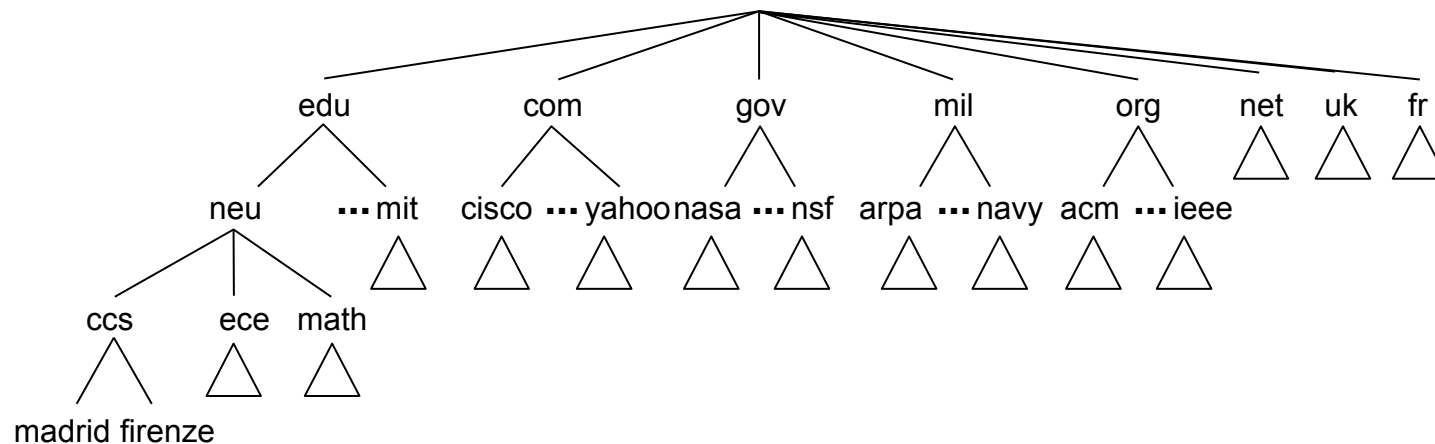 edu com gov mil org net uk fr
neu ... mit cisco ... yahoo nasa ... nsf arpa ... navy acm ... ieee
ccs ece math
madrid firenze